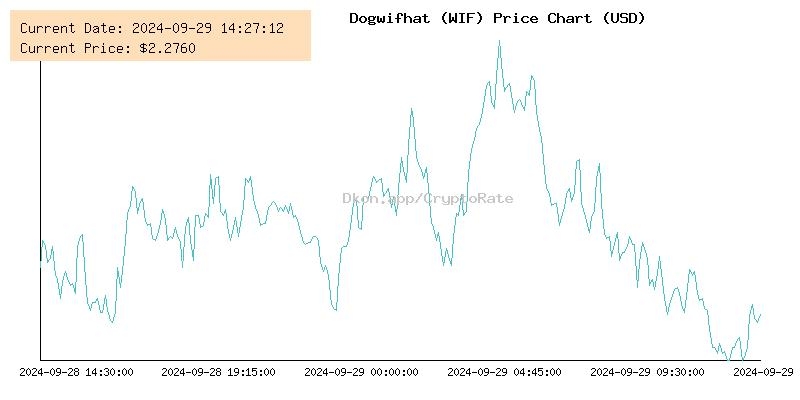 Dogwifhat (WIF) Price Chart (USD)
Current Date: 2024-09-29 14:27:12
Current Price: $2.2760
Dkon.app/CryptoRate
2024-09-28 14:30:00
2024-09-28 19:15:00
2024-09-29 00:00:00
2024-09-29 04:45:00
2024-09-29 09:30:00
2024-09-29